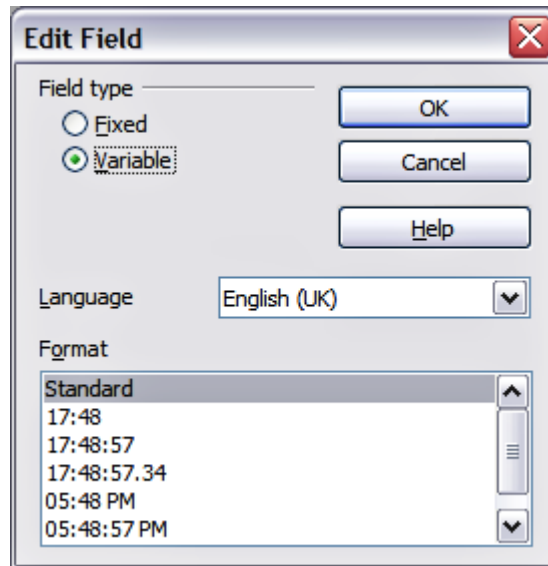 Edit Field
Field type
Fixed
Variable
OK
Cancel
Help
Language
English (UK)
Format
Standard
17:48
17:48:57
17:48:57.34
05:48 PM
05:48:57 PM